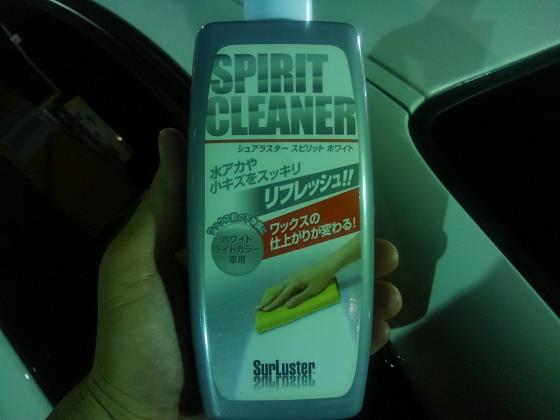 SPIRIT
CLEANER
シュアラスター スピリット ホワイト
水アカや
小キズをスッキリ
リフレッシュ!!
ワックスの
仕上がりが変わる!
ホワイト
ライトカラー
車用
SurLuster